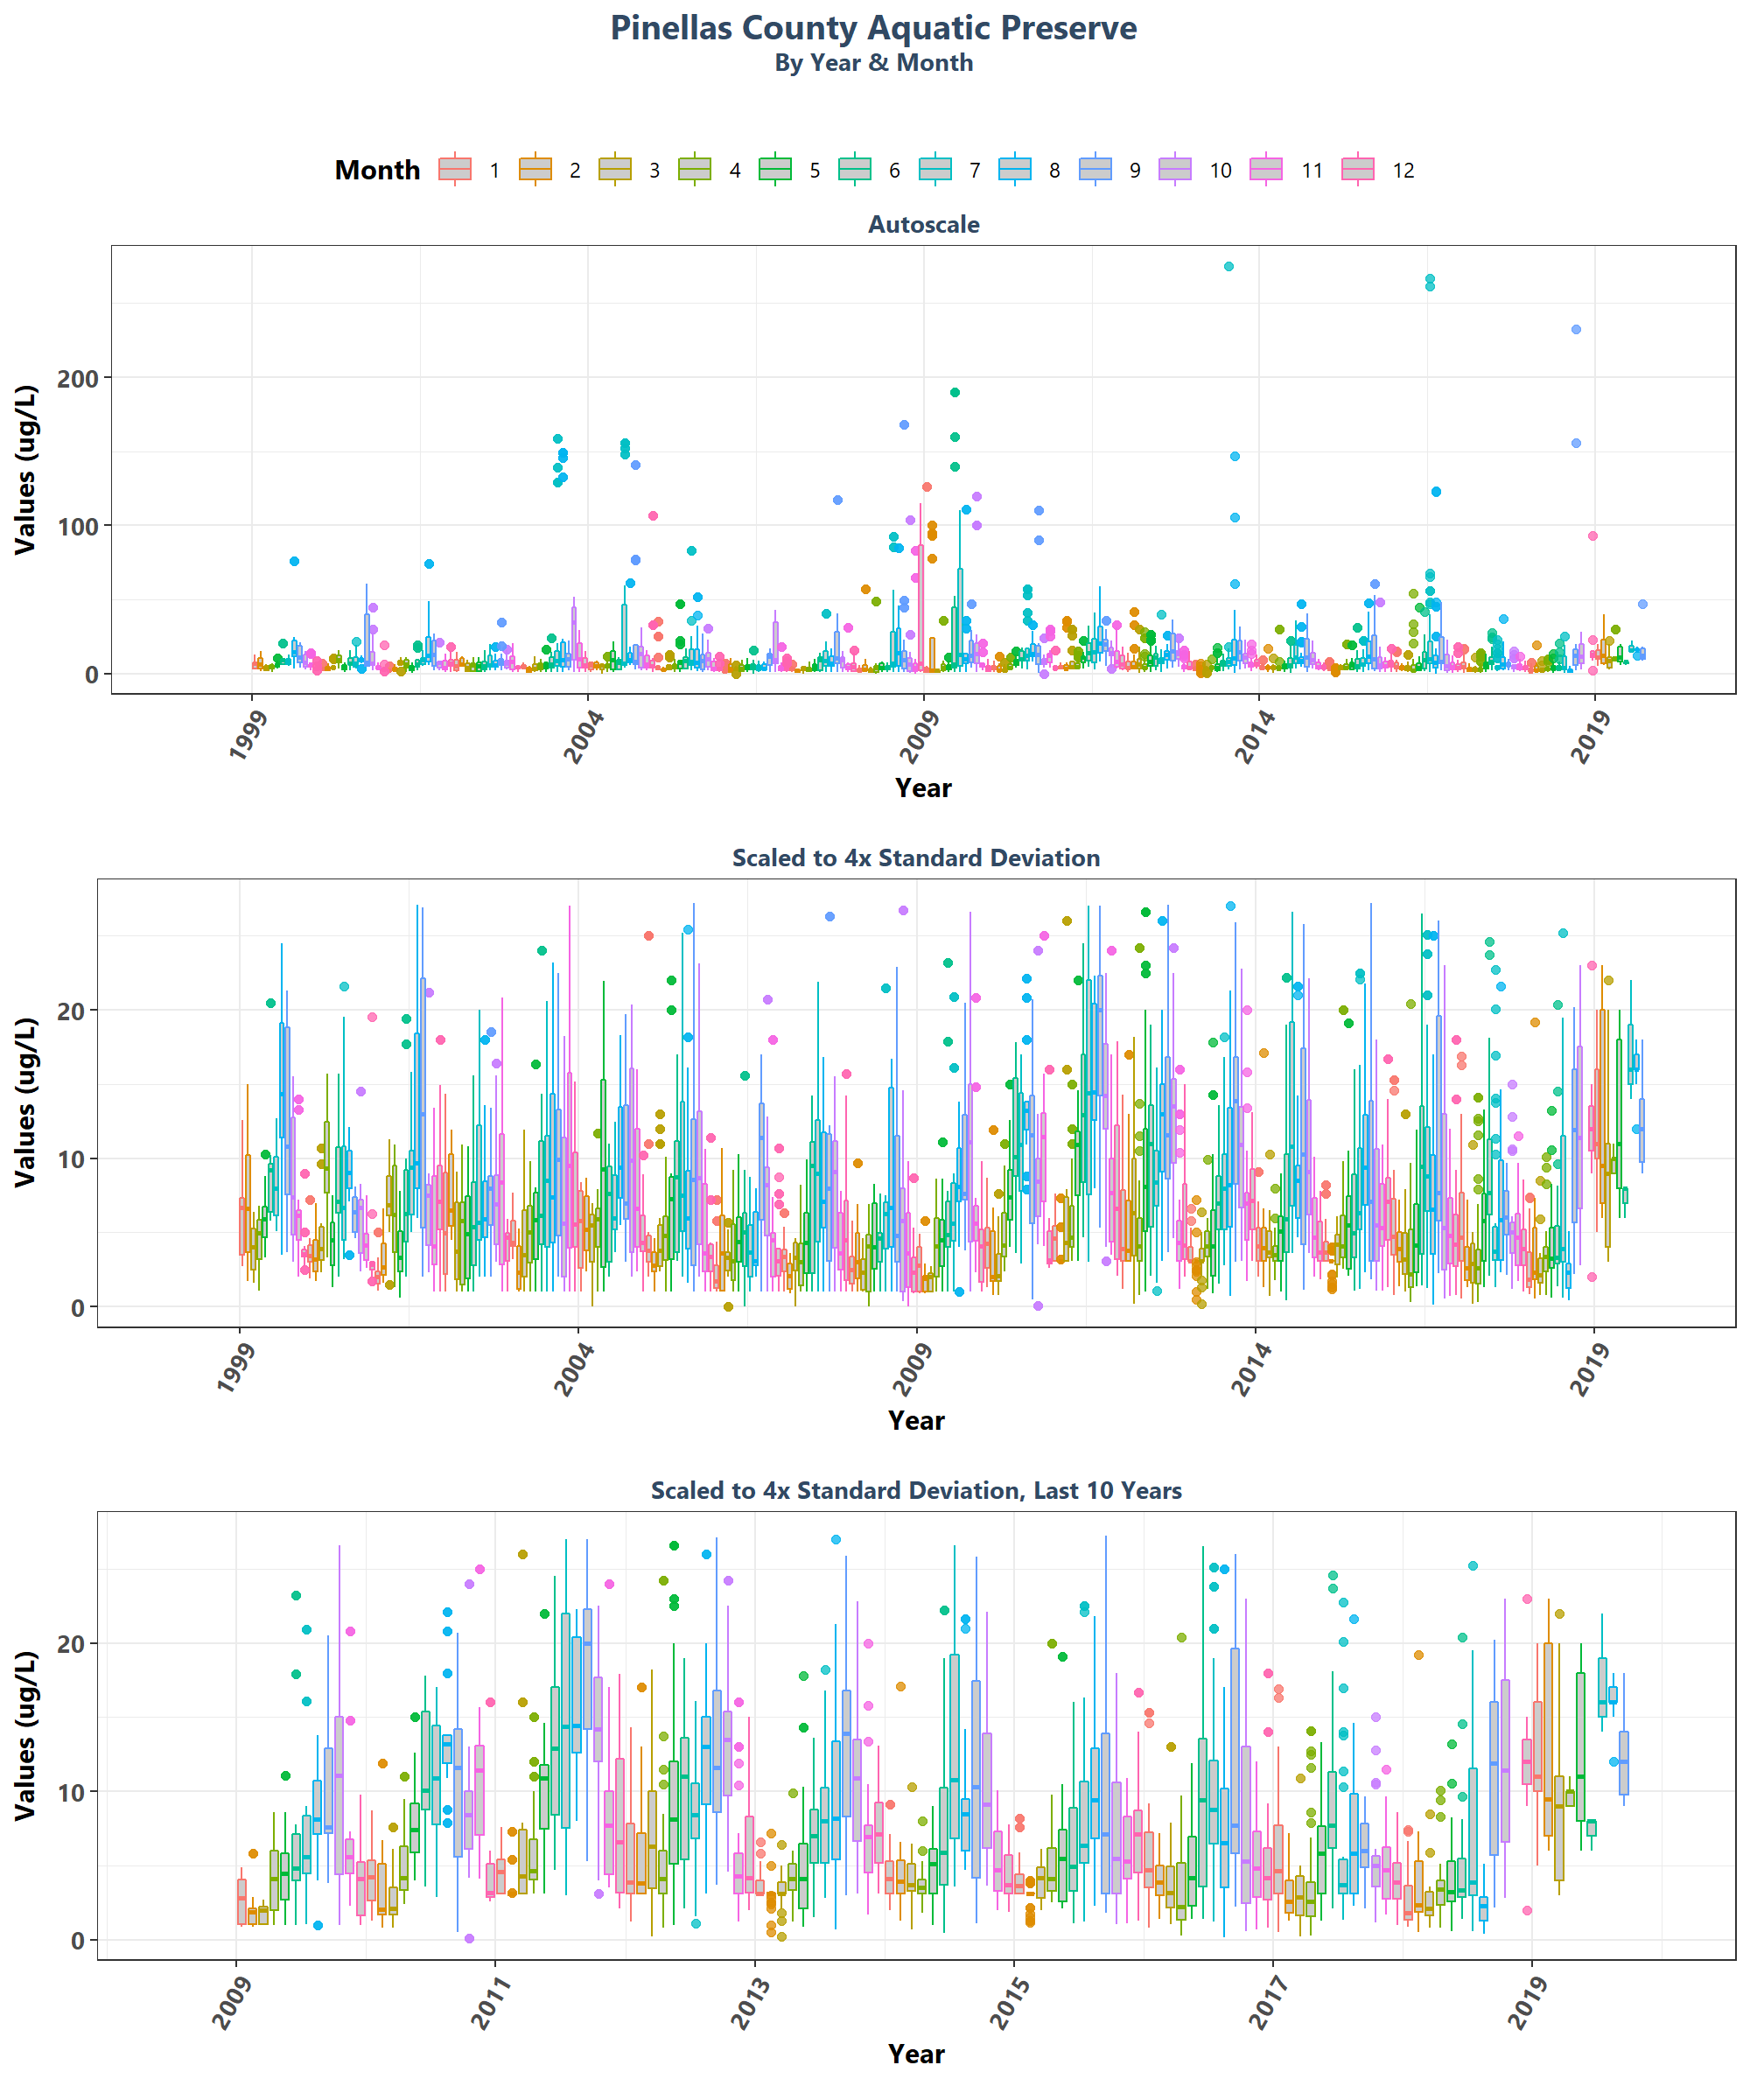 Pinellas County Aquatic Preserve
By Year & Month
Month 1 2 3 4 5 6 7 8 9 10 11 12
Autoscale
Values (ug/L)
200
100
0
1999 2004 2009 2014 2019
Year
Scaled to 4x Standard Deviation
Values (ug/L)
20
10
0
1999 2004 2009 2014 2019
Year
Scaled to 4x Standard Deviation, Last 10 Years
Values (ug/L)
20
10
0
2009 2011 2013 2015 2017 2019
Year